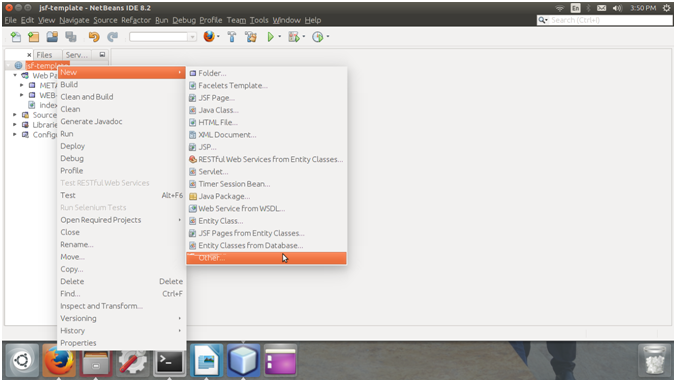 jsf-template - NetBeans IDE 8.2
En
3:50 PM
File Edit View Navigate Source Refactor Run Debug Profile Team Tools Window Help
Search (Ctrl+I)
Files Serv...
jsf-template
Web Pa
META
WEB-
index
Source
Librarie
Configu
New
Build
Clean and Build
Clean
Generate Javadoc
Run
Deploy
Debug
Profile
Test RESTful Web Services
Test Alt+F6
Run Selenium Tests
Open Required Projects
Close
Rename...
Move...
Copy...
Delete Delete
Find... Ctrl+F
Inspect and Transform...
Versioning
History
Properties
Folder...
Facelets Template...
JSF Page...
Java Class...
HTML File...
XML Document...
JSP...
RESTful Web Services from Entity Classes...
Servlet...
Timer Session Bean...
Java Package...
Web Service from WSDL...
Entity Class...
JSF Pages from Entity Classes...
Entity Classes from Database...
Other...